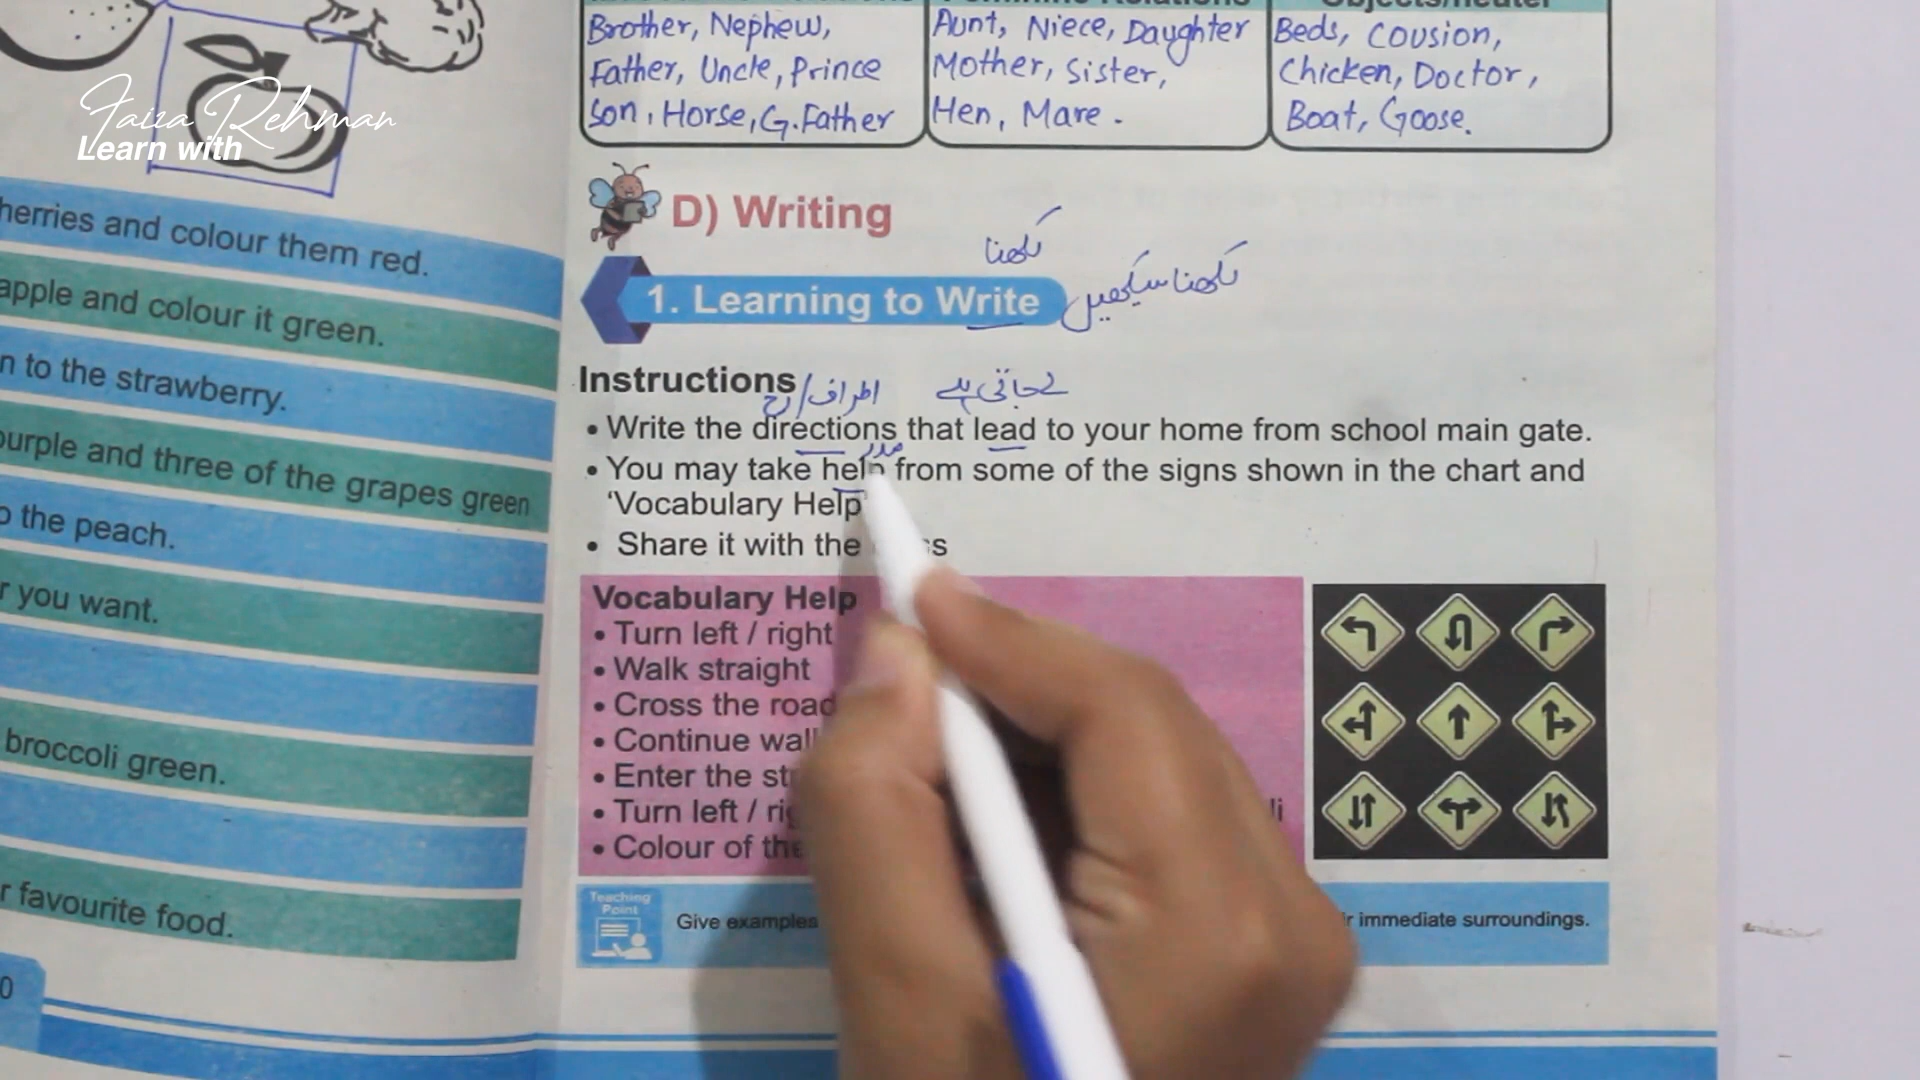 Brother, Nephew,
Father, Uncle, Prince
Son, Horse, G.Father
Aunt, Niece, Daughter
Mother, Sister,
Hen, Mare.
Beds, Cousion,
Chicken, Doctor,
Boat, Goose.
Faiza Rehman
Learn with
herries and colour them red.
apple and colour it green.
n to the strawberry.
ourple and three of the grapes green
o the peach.
r you want.
broccoli green.
r favourite food.
0
D) Writing
لکھنا
1. Learning to Write
لکھنا سیکھیں
Instructions
اطراف/رخ
لے جاتی ہے
• Write the directions that lead to your home from school main gate.
مدد
• You may take help from some of the signs shown in the chart and
‘Vocabulary Help
• Share it with the
Vocabulary Help
• Turn left / right
• Walk straight
• Cross the road
• Continue wal
• Enter the st
• Turn left / ri
li
• Colour of the
Teaching
Point
Give examples
r immediate surroundings.